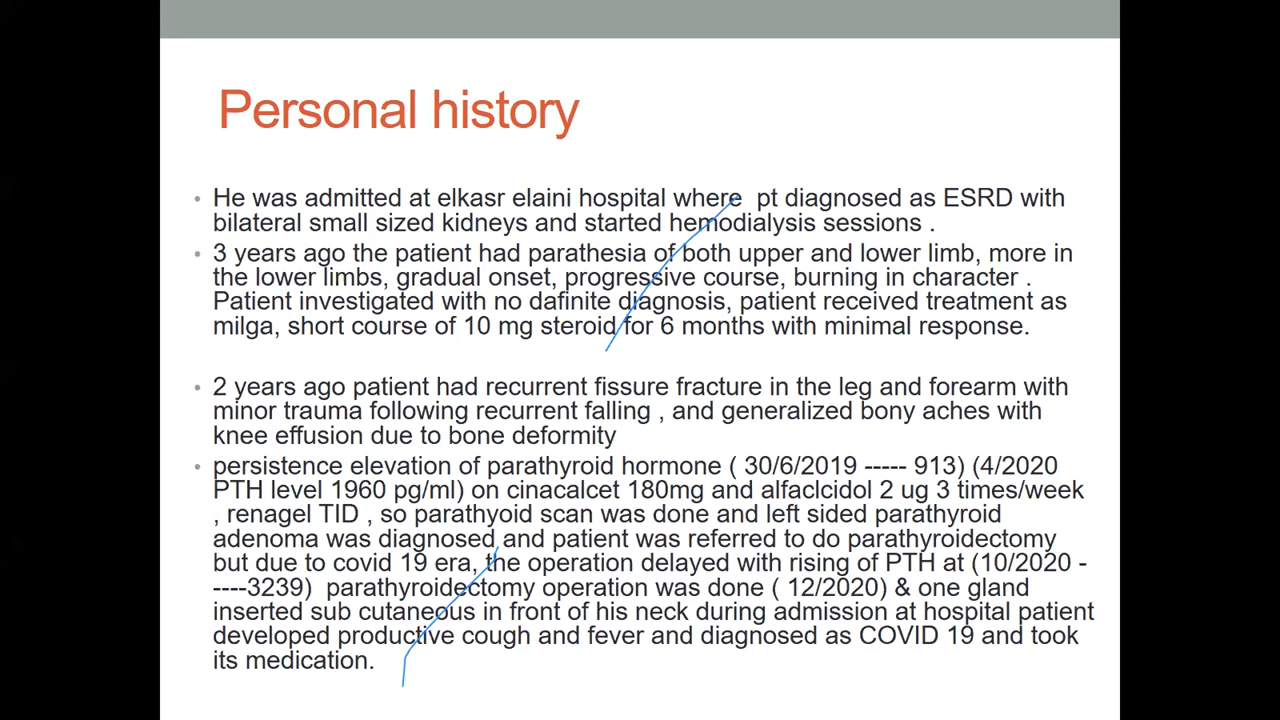 Personal history
• He was admitted at elkasr elaini hospital where pt diagnosed as ESRD with
bilateral small sized kidneys and started hemodialysis sessions .
• 3 years ago the patient had parathesia of both upper and lower limb, more in
the lower limbs, gradual onset, progressive course, burning in character .
Patient investigated with no dafinite diagnosis, patient received treatment as
milga, short course of 10 mg steroid for 6 months with minimal response.
• 2 years ago patient had recurrent fissure fracture in the leg and forearm with
minor trauma following recurrent falling , and generalized bony aches with
knee effusion due to bone deformity
• persistence elevation of parathyroid hormone ( 30/6/2019 ----- 913) (4/2020
PTH level 1960 pg/ml) on cinacalcet 180mg and alfaclcidol 2 ug 3 times/week
, renagel TID , so parathyoid scan was done and left sided parathyroid
adenoma was diagnosed and patient was referred to do parathyroidectomy
but due to covid 19 era, the operation delayed with rising of PTH at (10/2020 -
----3239) parathyroidectomy operation was done ( 12/2020) & one gland
inserted sub cutaneous in front of his neck during admission at hospital patient
developed productive cough and fever and diagnosed as COVID 19 and took
its medication.